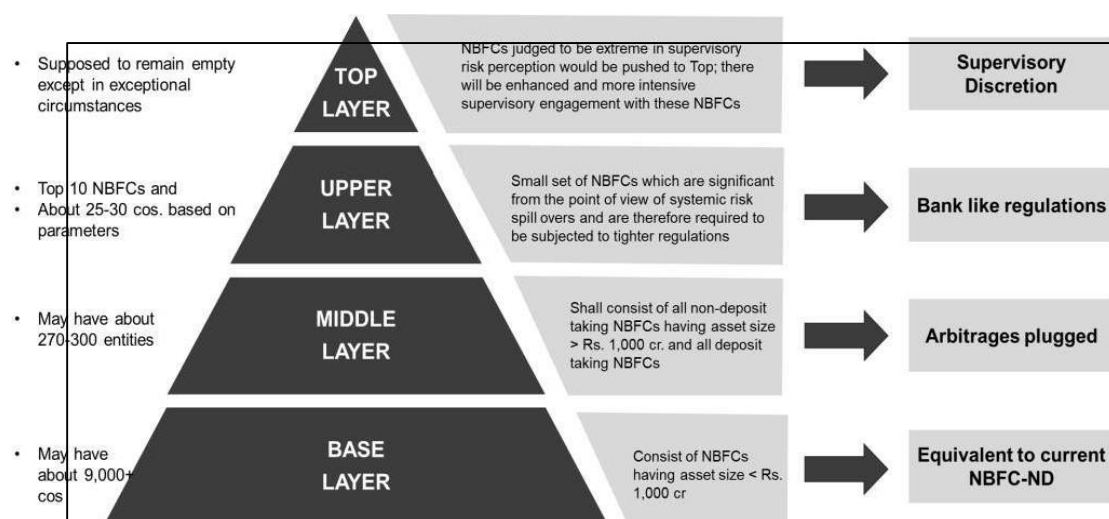 • Supposed to remain empty
except in exceptional
circumstances
TOP
LAYER
NBFCs judged to be extreme in supervisory
risk perception would be pushed to Top; there
will be enhanced and more intensive
supervisory engagement with these NBFCs
Supervisory
Discretion
• Top 10 NBFCs and
• About 25-30 cos. based on
parameters
UPPER
LAYER
Small set of NBFCs which are significant
from the point of view of systemic risk
spill overs and are therefore required to
be subjected to tighter regulations
Bank like regulations
• May have about
270-300 entities
MIDDLE
LAYER
Shall consist of all non-deposit
taking NBFCs having asset size
> Rs. 1,000 cr. and all deposit
taking NBFCs
Arbitrages plugged
• May have
about 9,000+
cos
BASE
LAYER
Consist of NBFCs
having asset size < Rs.
1,000 cr
Equivalent to current
NBFC-ND